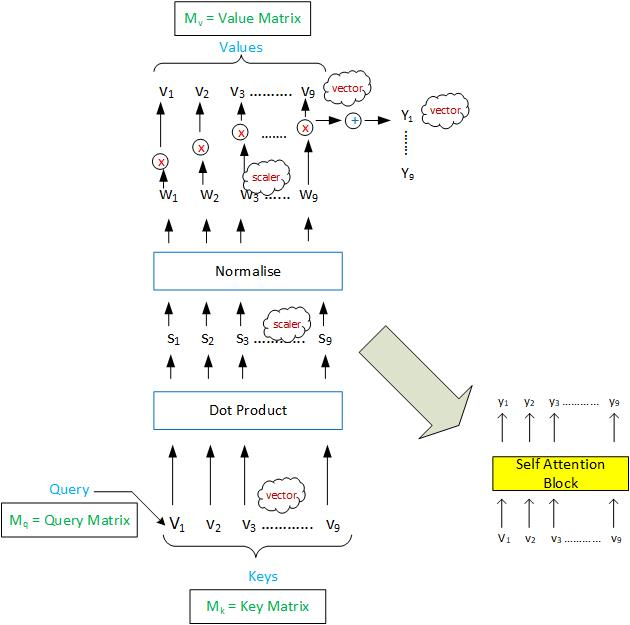 Mv = Value Matrix
Values
V1 V2 V3 .......... V9
vector
x x x ....... x + Y1
vector
Y9
scaler
W1 W2 W3 ...... W9
Normalise
scaler
S1 S2 S3 ............ S9
Dot Product
y1 y2 y3 ............ y9
Self Attention
Block
Query
vector
Mq = Query Matrix
V1 V2 V3 ............ V9
V1 v2 v3 ............ v9
Keys
Mk = Key Matrix